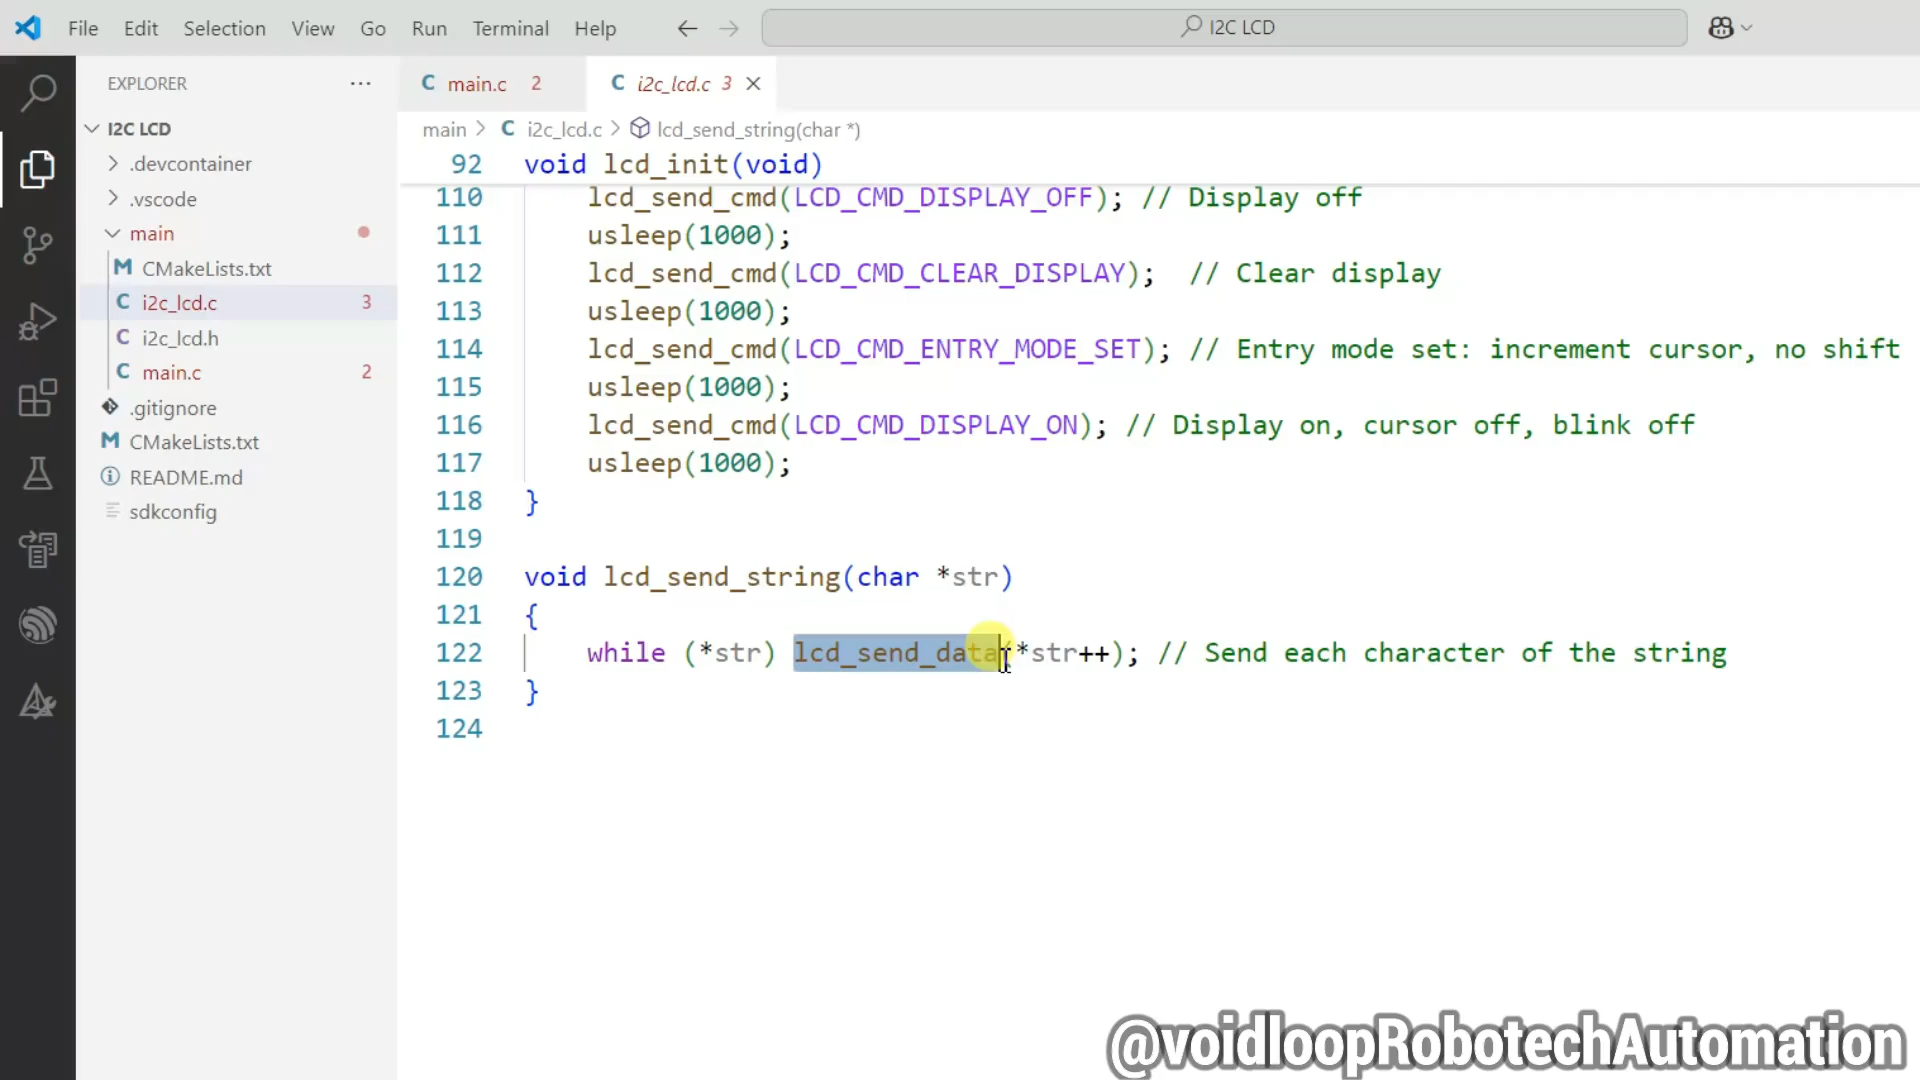 File Edit Selection View Go Run Terminal Help I2C LCD
EXPLORER ...
main.c 2
i2c_lcd.c 3
I2C LCD
.devcontainer
.vscode
main
CMakeLists.txt
i2c_lcd.c 3
i2c_lcd.h
main.c 2
.gitignore
CMakeLists.txt
README.md
sdkconfig
main > C i2c_lcd.c > lcd_send_string(char *)
92 void lcd_init(void)
110 lcd_send_cmd(LCD_CMD_DISPLAY_OFF); // Display off
111 usleep(1000);
112 lcd_send_cmd(LCD_CMD_CLEAR_DISPLAY); // Clear display
113 usleep(1000);
114 lcd_send_cmd(LCD_CMD_ENTRY_MODE_SET); // Entry mode set: increment cursor, no shift
115 usleep(1000);
116 lcd_send_cmd(LCD_CMD_DISPLAY_ON); // Display on, cursor off, blink off
117 usleep(1000);
118 }
119
120 void lcd_send_string(char *str)
121 {
122 while (*str) lcd_send_data(*str++); // Send each character of the string
123 }
124
@voidloopRobotechAutomation